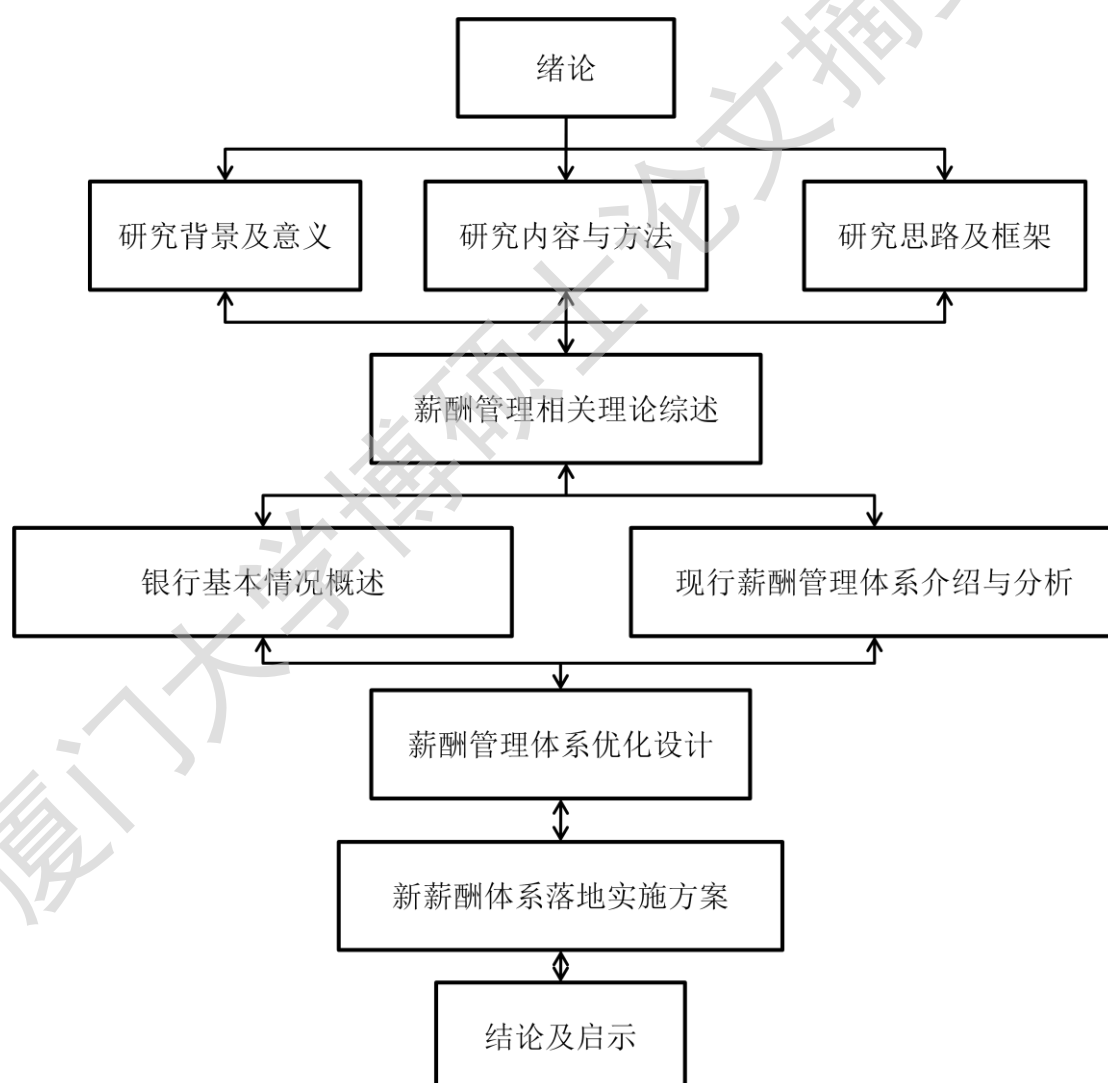 绪论
研究背景及意义
研究内容与方法
研究思路及框架
薪酬管理相关理论综述
银行基本情况概述
现行薪酬管理体系介绍与分析
薪酬管理体系优化设计
新薪酬体系落地实施方案
结论及启示
厦门大学博硕士论文摘